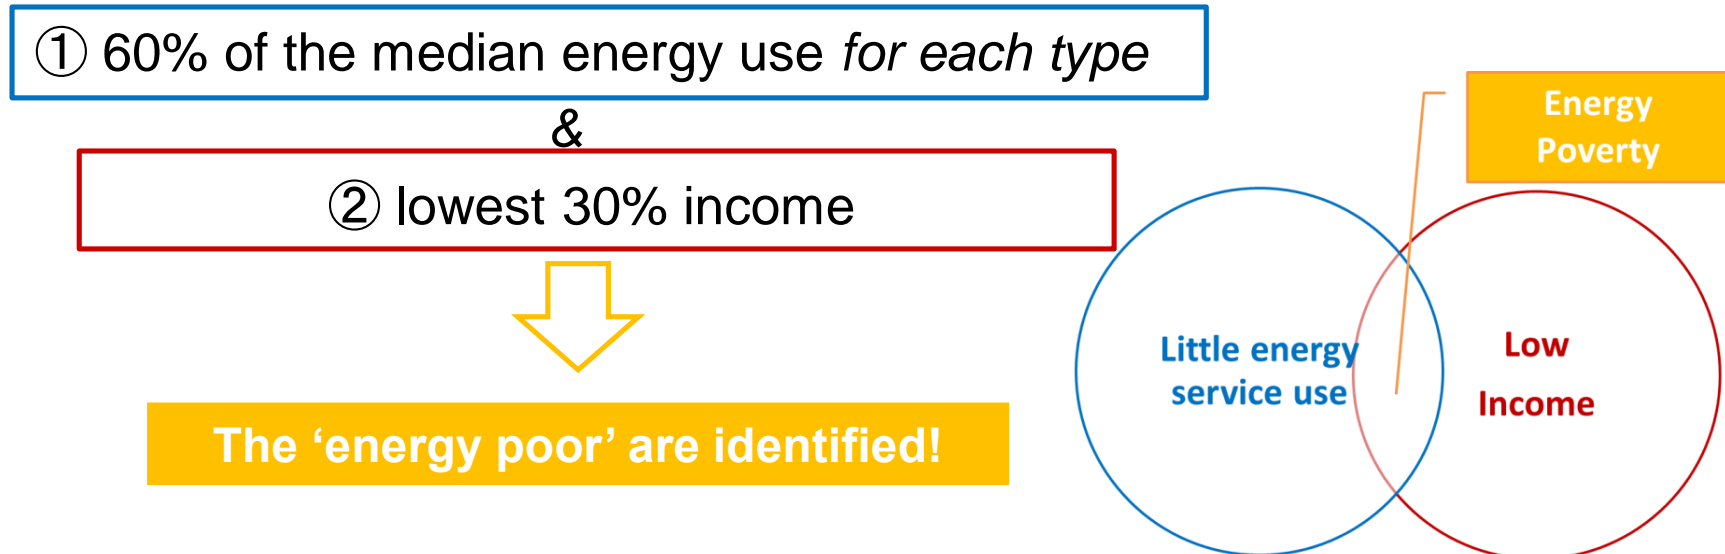 ① 60% of the median energy use for each type
&
② lowest 30% income
The ‘energy poor’ are identified!
Energy
Poverty
Little energy
service use
Low
Income